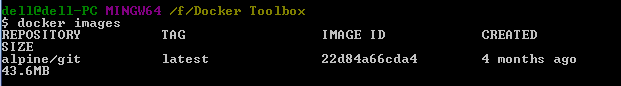 dell@dell-PC MINGW64 /f/Docker Toolbox
$ docker images
REPOSITORY TAG IMAGE ID CREATED
SIZE
alpine/git latest 22d84a66cda4 4 months ago
43.6MB